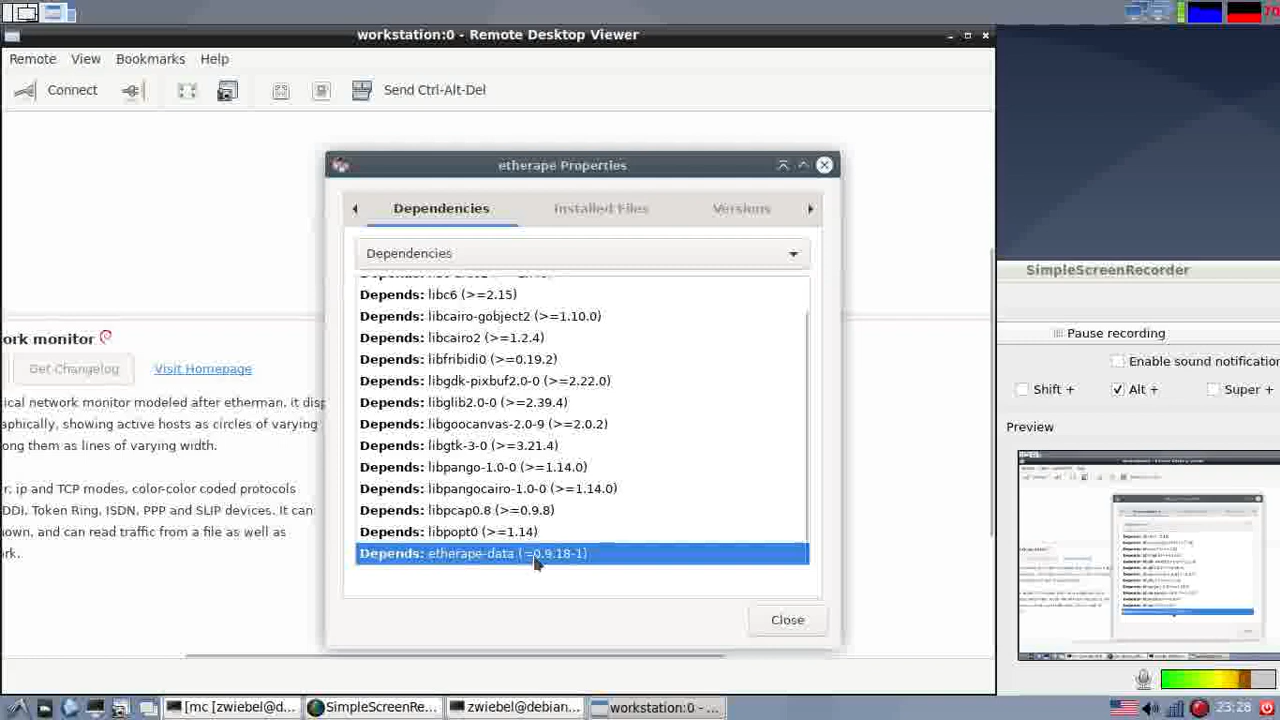 workstation:0 - Remote Desktop Viewer
Remote View Bookmarks Help
Connect
Send Ctrl-Alt-Del
etherape Properties
Dependencies Installed Files Versions
Dependencies
Depends: libc6 (>=2.15)
Depends: libcairo-gobject2 (>=1.10.0)
Depends: libcairo2 (>=1.2.4)
Depends: libfribidi0 (>=0.19.2)
Depends: libgdk-pixbuf2.0-0 (>=2.22.0)
Depends: libglib2.0-0 (>=2.39.4)
Depends: libgoocanvas-2.0-9 (>=2.0.2)
Depends: libgtk-3-0 (>=3.21.4)
Depends: libpango-1.0-0 (>=1.14.0)
Depends: libpangocairo-1.0-0 (>=1.14.0)
Depends: libpcap0.8 (>=0.9.8)
Depends: libpopt0 (>=1.14)
Depends: etherape-data (=0.9.18-1)
Close
ork monitor
Get Changelog Visit Homepage
ical network monitor modeled after etherman, it disp
aphically, showing active hosts as circles of varying
ong them as lines of varying width.
r, ip and TCP modes, color-color coded protocols
DDI, Token Ring, ISDN, PPP and SLIP devices. It can
hown, and can read traffic from a file as well as
rk.
SimpleScreenRecorder
Pause recording
Enable sound notification
Shift + Alt + Super +
Preview
[mc [zwiebel@d... SimpleScreenRe... zwiebel@debian... workstation:0 - ... 23:28